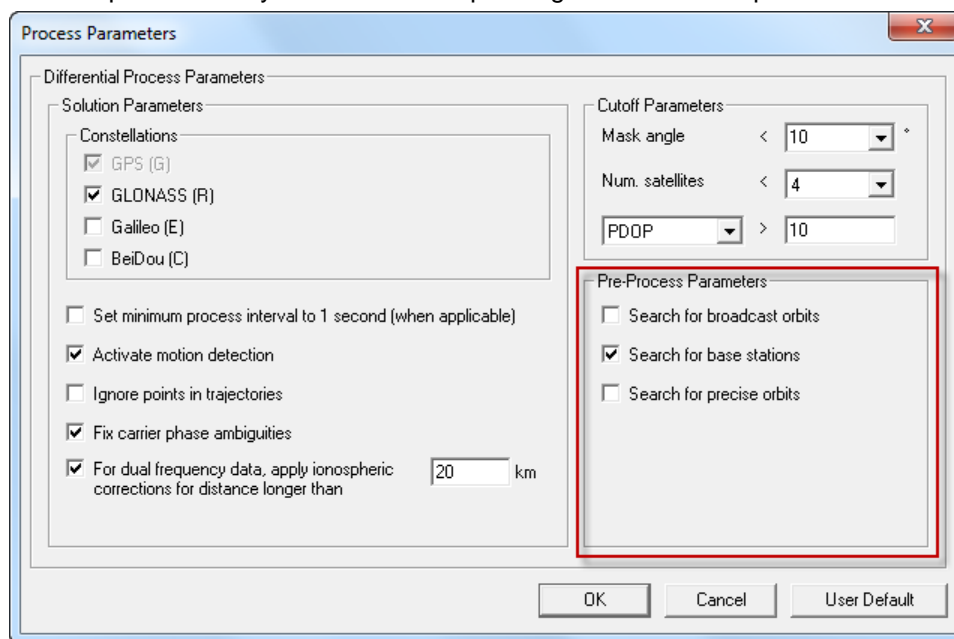 Process Parameters
Differential Process Parameters
Solution Parameters
Constellations
GPS (G)
GLONASS (R)
Galileo (E)
BeiDou (C)
Set minimum process interval to 1 second (when applicable)
Activate motion detection
Ignore points in trajectories
Fix carrier phase ambiguities
For dual frequency data, apply ionospheric
corrections for distance longer than
20 km
Cutoff Parameters
Mask angle < 10 °
Num. satellites < 4
PDOP > 10
Pre-Process Parameters
Search for broadcast orbits
Search for base stations
Search for precise orbits
OK Cancel User Default